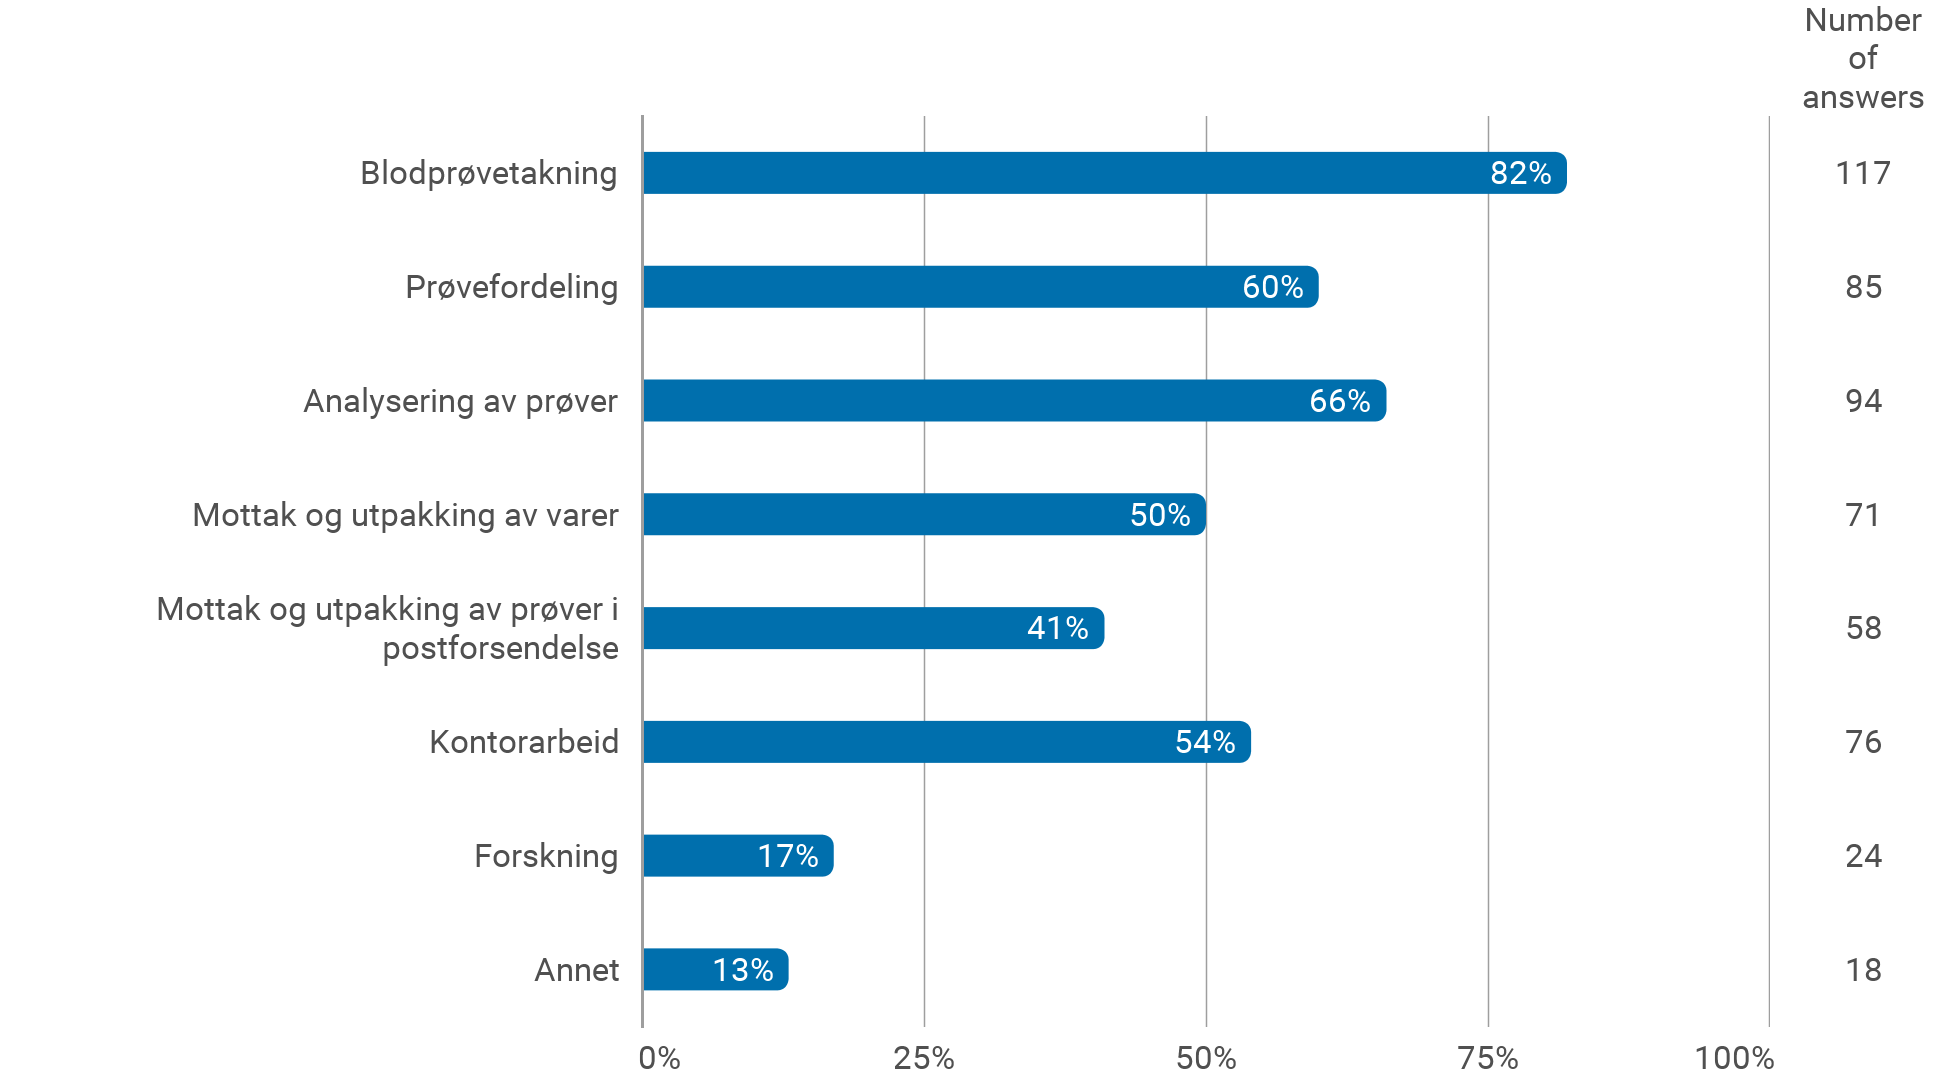 Number
of
answers
Blodprøvetakning 82% 117
Prøvefordeling 60% 85
Analysering av prøver 66% 94
Mottak og utpakking av varer 50% 71
Mottak og utpakking av prøver i
postforsendelse 41% 58
Kontorarbeid 54% 76
Forskning 17% 24
Annet 13% 18
0% 25% 50% 75% 100%